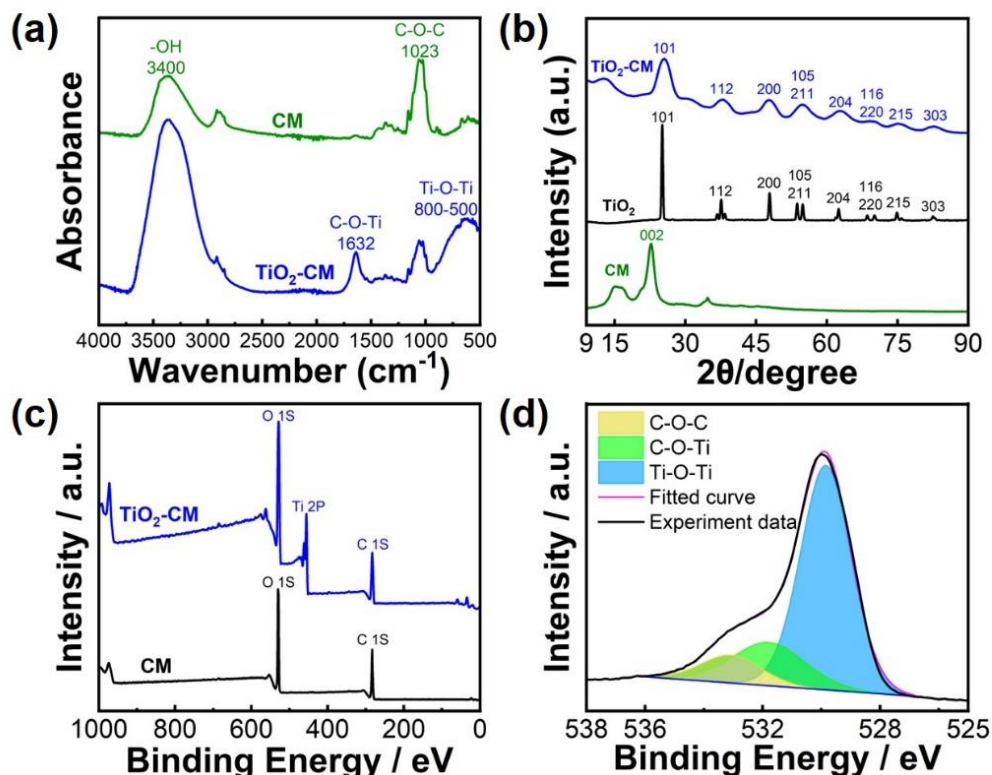 (a)
-OH
3400
C-O-C
1023
CM
C-O-Ti
1632
Ti-O-Ti
800-500
TiO₂-CM
Absorbance
4000 3500 3000 2500 2000 1500 1000 500
Wavenumber (cm⁻¹)
(b)
TiO₂-CM
101
112
200
105
211
204
116
220
215
303
101
TiO₂
112
200
105
211
204
116
220
215
303
002
CM
Intensity (a.u.)
9 15 30 45 60 75 90
2θ/degree
(c)
O 1S
TiO₂-CM
Ti 2P
C 1S
O 1S
C 1S
CM
Intensity / a.u.
1000 800 600 400 200 0
Binding Energy / eV
(d)
C-O-C
C-O-Ti
Ti-O-Ti
Fitted curve
Experiment data
Intensity / a.u.
538 535 531 528 525
Binding Energy / eV